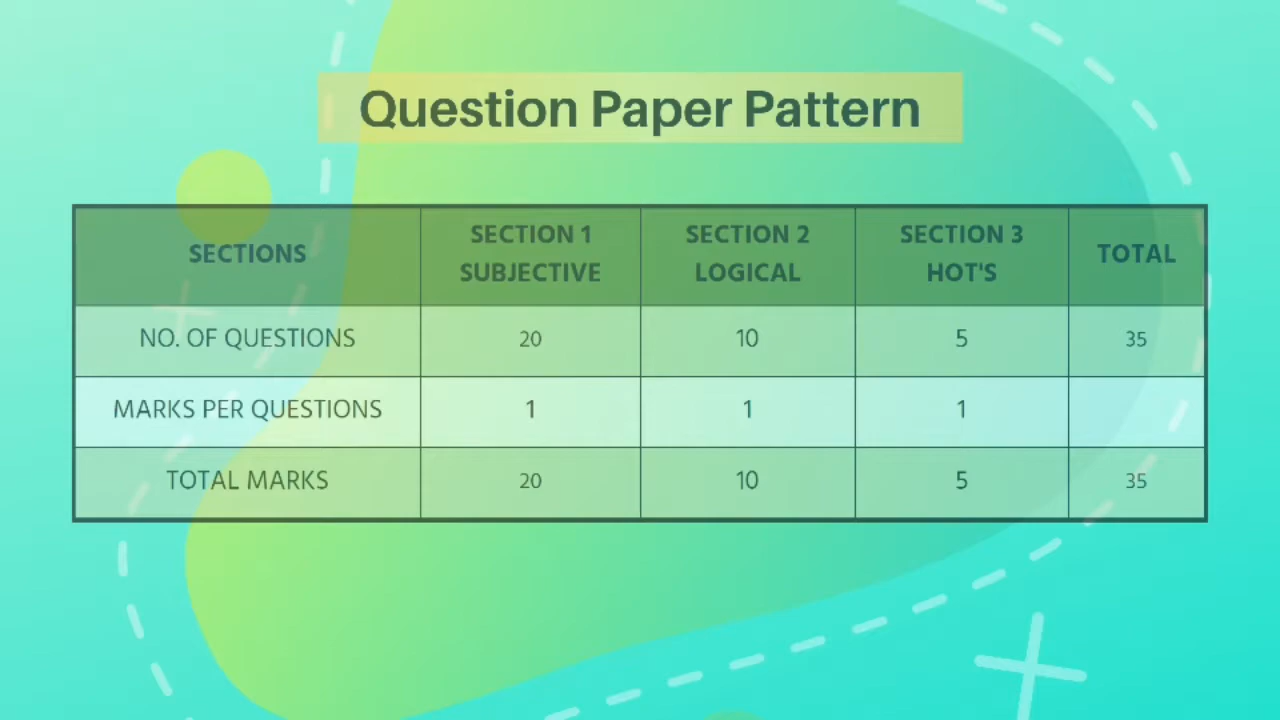 Question Paper Pattern
SECTIONS SECTION 1 SUBJECTIVE SECTION 2 LOGICAL SECTION 3 HOT'S TOTAL
NO. OF QUESTIONS 20 10 5 35
MARKS PER QUESTIONS 1 1 1
TOTAL MARKS 20 10 5 35